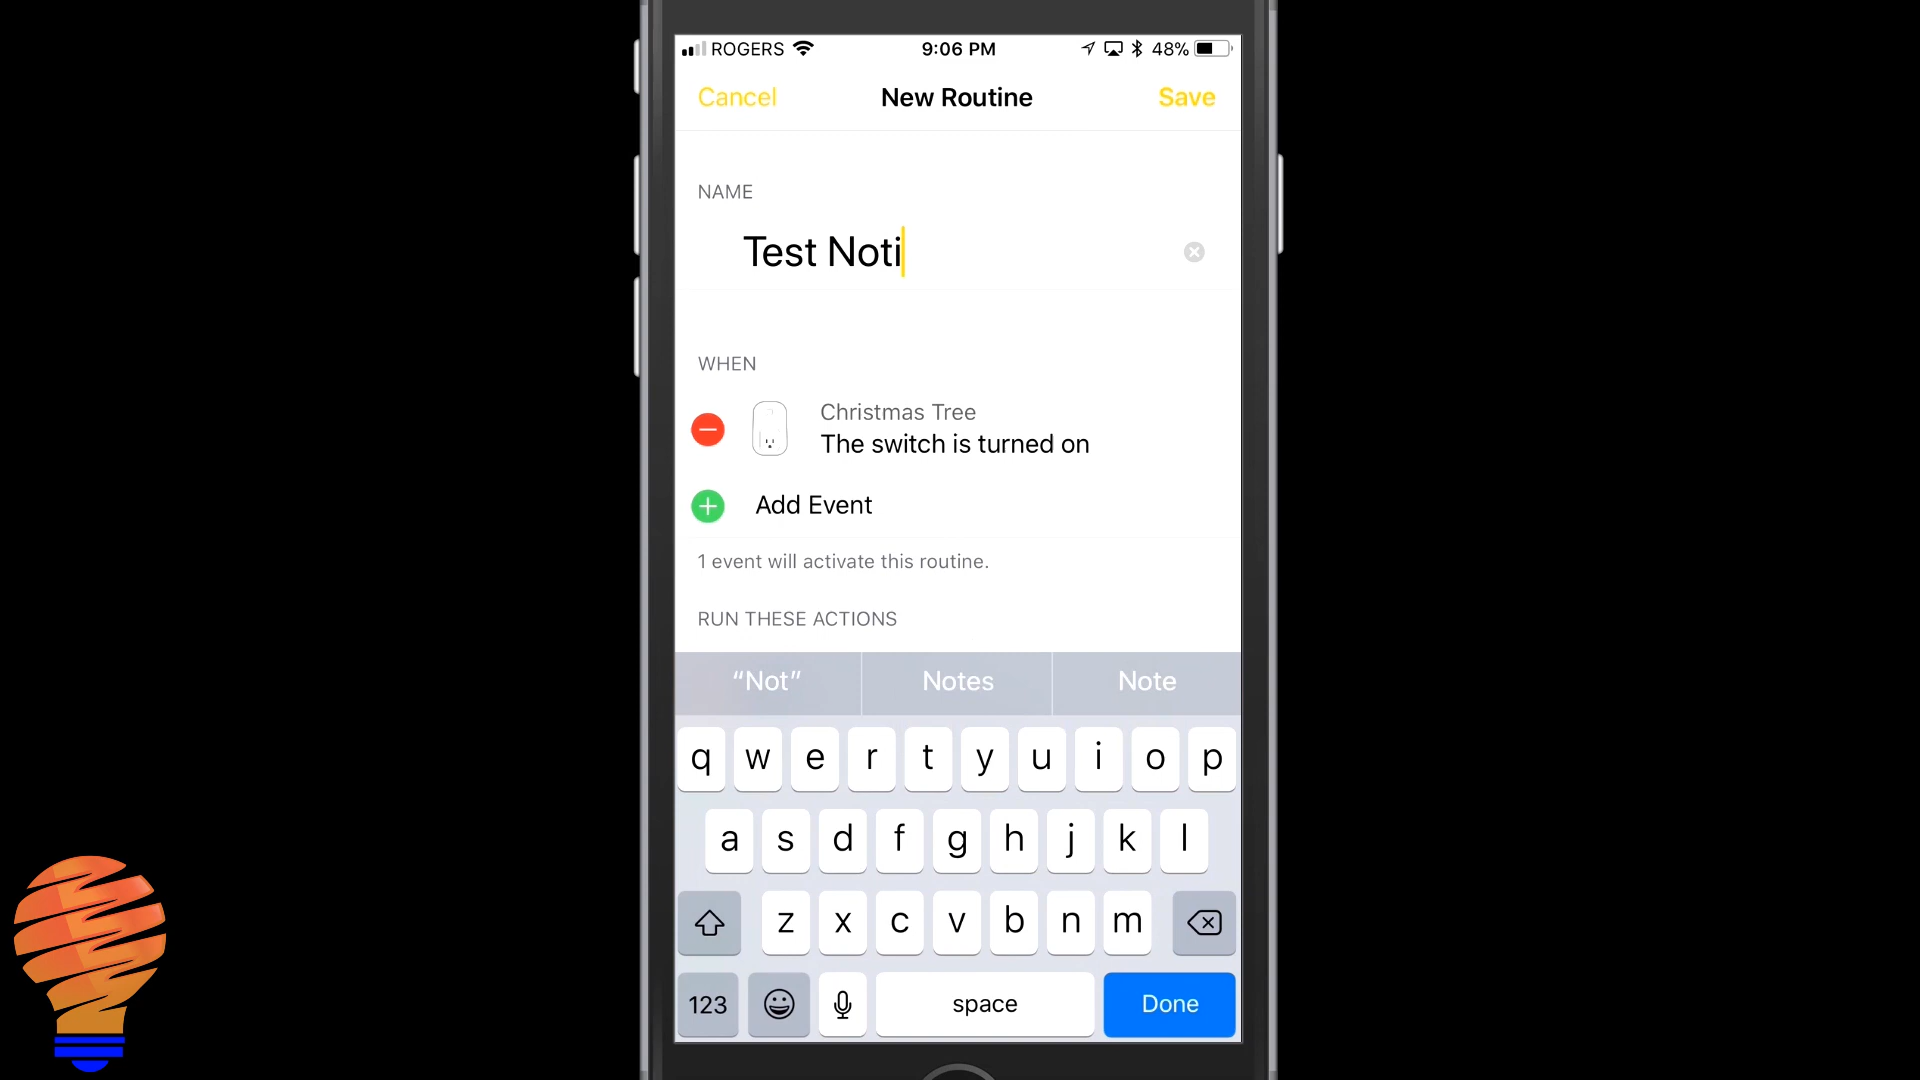 ROGERS 9:06 PM 48%
Cancel New Routine Save
NAME
Test Noti
WHEN
Christmas Tree
The switch is turned on
Add Event
1 event will activate this routine.
RUN THESE ACTIONS
“Not” Notes Note
q w e r t y u i o p
a s d f g h j k l
z x c v b n m
123 space Done